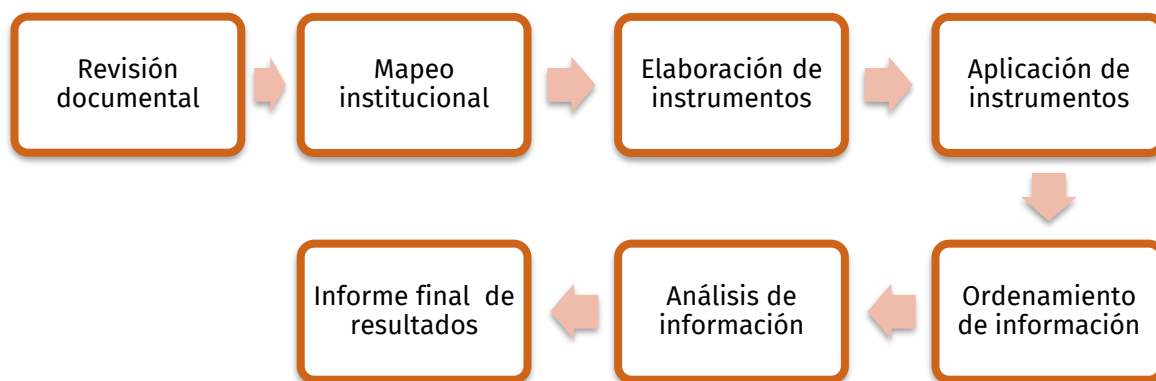 Revisión
documental
Mapeo
institucional
Elaboración de
instrumentos
Aplicación de
instrumentos
Ordenamiento
de información
Análisis de
información
Informe final  de
resultados